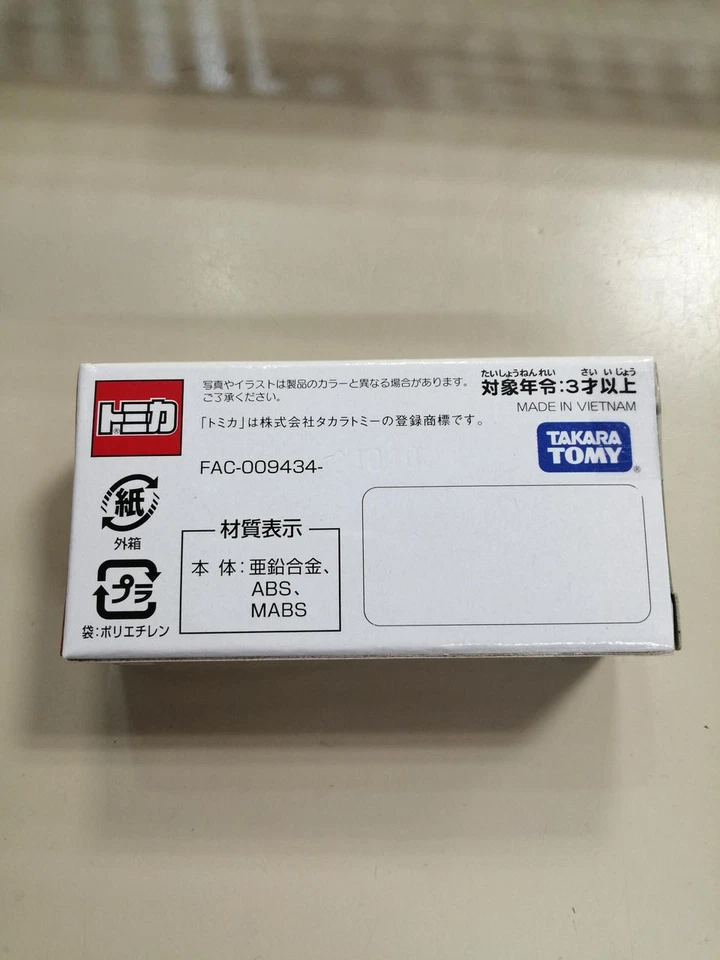 トミカ®
写真やイラストは製品のカラーと異なる場合があります。
ご了承ください。
「トミカ」は株式会社タカラトミーの登録商標です。
たいしょうねんれい さい いじょう
対象年令:3才以上
MADE IN VIETNAM
TAKARA
TOMY®
FAC-009434-
紙
外箱
プラ
袋:ポリエチレン
材質表示
本 体:亜鉛合金、
ABS、
MABS